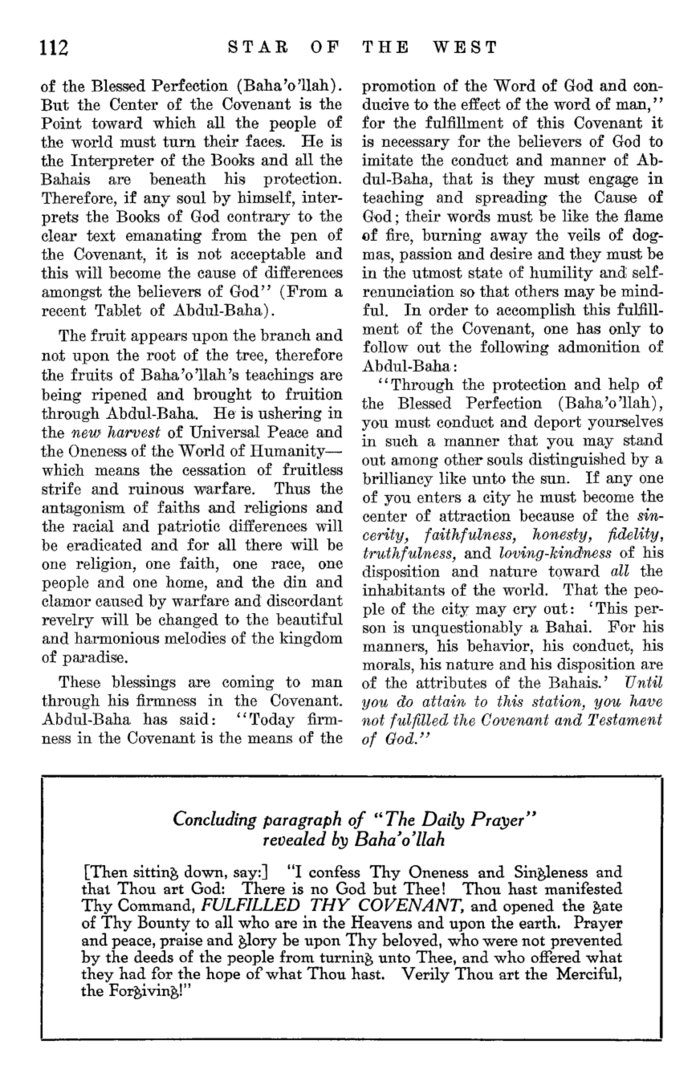 112
STAR OF THE WEST
of the Blessed Perfection (Baha'o'llah).
But the Center of the Covenant is the
Point toward which all the people of
the world must turn their faces. He is
the Interpreter of the Books and all the
Bahais are beneath his protection.
Therefore, if any soul by himself, inter-
prets the Books of God contrary to the
clear text emanating from the pen of
the Covenant, it is not acceptable and
this will become the cause of differences
amongst the believers of God" (From a
recent Tablet of Abdul-Baha).
The fruit appears upon the branch and
not upon the root of the tree, therefore
the fruits of Baha'o'llah's teachings are
being ripened and brought to fruition
through Abdul-Baha. He is ushering in
the new harvest of Universal Peace and
the Oneness of the World of Humanity—
which means the cessation of fruitless
strife and ruinous warfare. Thus the
antagonism of faiths and religions and
the racial and patriotic differences will
be eradicated and for all there will be
one religion, one faith, one race, one
people and one home, and the din and
clamor caused by warfare and discordant
revelry will be changed to the beautiful
and harmonious melodies of the kingdom
of paradise.
These blessings are coming to man
through his firmness in the Covenant.
Abdul-Baha has said: "Today firm-
ness in the Covenant is the means of the
promotion of the Word of God and con-
ducive to the effect of the word of man,"
for the fulfillment of this Covenant it
is necessary for the believers of God to
imitate the conduct and manner of Ab-
dul-Baha, that is they must engage in
teaching and spreading the Cause of
God; their words must be like the flame
of fire, burning away the veils of dog-
mas, passion and desire and they must be
in the utmost state of humility and self-
renunciation so that others may be mind-
ful. In order to accomplish this fulfill-
ment of the Covenant, one has only to
follow out the following admonition of
Abdul-Baha:
"Through the protection and help of
the Blessed Perfection (Baha'o'llah),
you must conduct and deport yourselves
in such a manner that you may stand
out among other souls distinguished by a
brilliancy like unto the sun. If any one
of you enters a city he must become the
center of attraction because of the sin-
cerity, faithfulness, honesty, fidelity,
truthfulness, and loving-kindness of his
disposition and nature toward all the
inhabitants of the world. That the peo-
ple of the city may cry out: 'This per-
son is unquestionably a Bahai. For his
manners, his behavior, his conduct, his
morals, his nature and his disposition are
of the attributes of the Bahais.' Until
you do attain to this station, you have
not fulfilled the Covenant and Testament
of God."
Concluding paragraph of "The Daily Prayer"
revealed by Baha'o'llah
[Then sitting down, say:] "I confess Thy Oneness and Singleness and
that Thou art God: There is no God but Thee! Thou hast manifested
Thy Command, FULFILLED THY COVENANT, and opened the gate
of Thy Bounty to all who are in the Heavens and upon the earth. Prayer
and peace, praise and glory be upon Thy beloved, who were not prevented
by the deeds of the people from turning unto Thee, and who offered what
they had for the hope of what Thou hast. Verily Thou art the Merciful,
the Forgiving!"